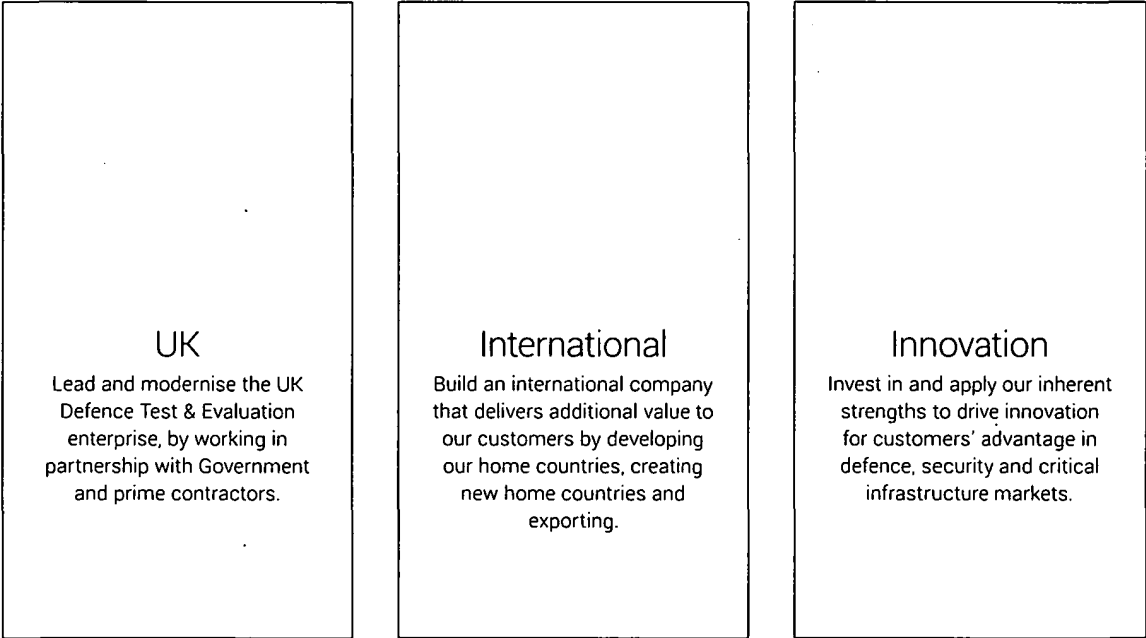 UK
Lead and modernise the UK
Defence Test & Evaluation
enterprise, by working in
partnership with Government
and prime contractors.
International
Build an international company
that delivers additional value to
our customers by developing
our home countries, creating
new home countries and
exporting.
Innovation
Invest in and apply our inherent
strengths to drive innovation
for customers' advantage in
defence, security and critical
infrastructure markets.